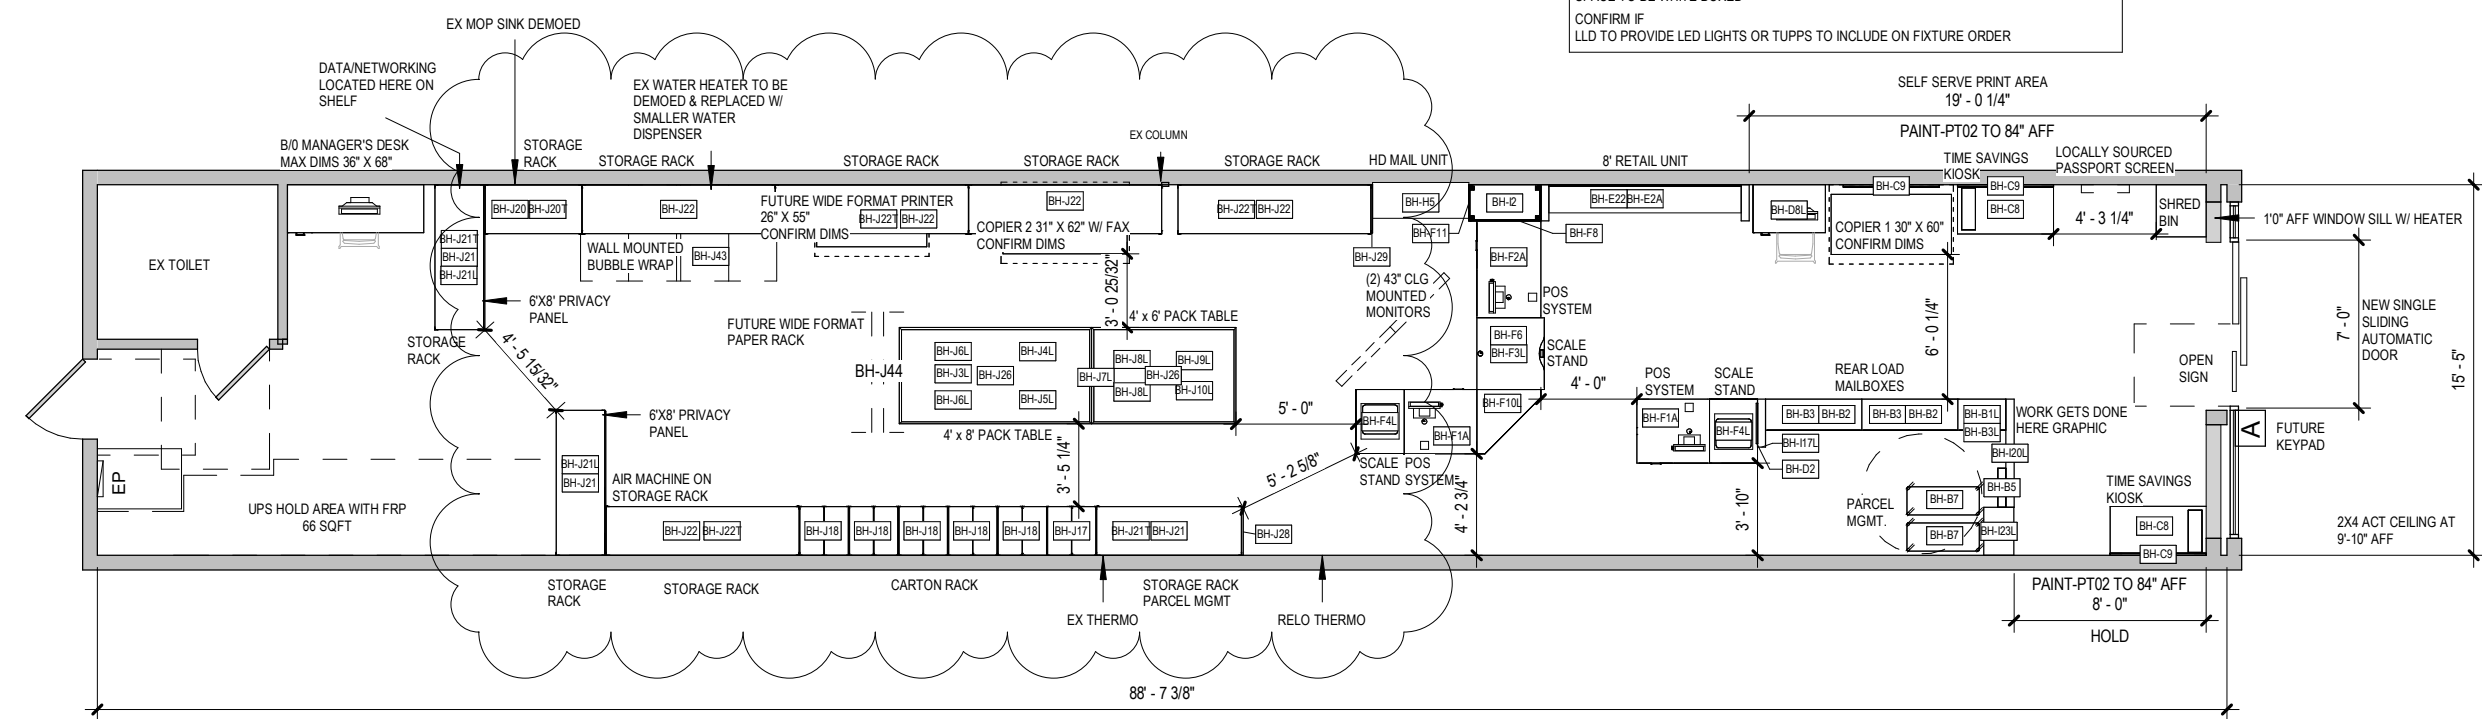 CONFIRM IF
LLD TO PROVIDE LED LIGHTS OR TUPPS TO INCLUDE ON FIXTURE ORDER
EX MOP SINK DEMOED
DATA/NETWORKING
LOCATED HERE ON
SHELF
EX WATER HEATER TO BE
DEMOED & REPLACED W/
SMALLER WATER
DISPENSER
SELF SERVE PRINT AREA
19' - 0 1/4"
PAINT-PT02 TO 84" AFF
EX COLUMN
B/0 MANAGER'S DESK
MAX DIMS 36" X 68"
STORAGE
RACK
STORAGE RACK
STORAGE RACK
STORAGE RACK
STORAGE RACK
HD MAIL UNIT
8' RETAIL UNIT
TIME SAVINGS
KIOSK
LOCALLY SOURCED
PASSPORT SCREEN
BH-J20
BH-J20T
BH-J22
FUTURE WIDE FORMAT PRINTER
26" X 55"
CONFIRM DIMS
BH-J22T
BH-J22
BH-J22
COPIER 2 31" X 62" W/ FAX
CONFIRM DIMS
BH-J22T
BH-J22
BH-H5
BH-I2
BH-E22
BH-E2A
BH-D8L
BH-C9
COPIER 1 30" X 60"
CONFIRM DIMS
BH-C9
BH-C8
4' - 3 1/4"
SHRED
BIN
1'0" AFF WINDOW SILL W/ HEATER
BH-J21T
BH-J21
BH-J21L
WALL MOUNTED
BUBBLE WRAP
BH-J43
BH-F11
BH-F8
BH-J29
BH-F2A
EX TOILET
6'X8' PRIVACY
PANEL
3' - 0 25/32"
(2) 43" CLG
MOUNTED
MONITORS
POS
SYSTEM
6' - 0 1/4"
7' - 0"
NEW SINGLE
SLIDING
AUTOMATIC
DOOR
15' - 5"
STORAGE
RACK
4' - 5 15/32"
FUTURE WIDE FORMAT
PAPER RACK
4' x 6' PACK TABLE
BH-F6
BH-F3L
SCALE
STAND
OPEN
SIGN
BH-J44
BH-J6L
BH-J4L
BH-J3L
BH-J26
BH-J6L
BH-J5L
BH-J8L
BH-J9L
BH-J7L
BH-J26
BH-J8L
BH-J10L
4' - 0"
POS
SYSTEM
SCALE
STAND
REAR LOAD
MAILBOXES
6'X8' PRIVACY
PANEL
4' x 8' PACK TABLE
5' - 0"
BH-F4L
BH-F1A
BH-F10L
BH-F1A
BH-F4L
BH-B3
BH-B2
BH-B3
BH-B2
BH-B1L
BH-B3L
WORK GETS DONE
HERE GRAPHIC
A
FUTURE
KEYPAD
BH-I17L
BH-D2
BH-I20L
EP
BH-J21L
BH-J21
AIR MACHINE ON
STORAGE RACK
3' - 5 1/4"
5' - 2 5/8"
SCALE
STAND
POS
SYSTEM
4' - 2 3/4"
3' - 10"
PARCEL
MGMT.
BH-B7
BH-B5
BH-B7
BH-I23L
TIME SAVINGS
KIOSK
BH-C8
BH-C9
2X4 ACT CEILING AT
9'-10" AFF
UPS HOLD AREA WITH FRP
66 SQFT
BH-J22
BH-J22T
BH-J18
BH-J18
BH-J18
BH-J18
BH-J18
BH-J17
BH-J21T
BH-J21
BH-J28
STORAGE
RACK
STORAGE RACK
CARTON RACK
STORAGE RACK
PARCEL MGMT
EX THERMO
RELO THERMO
PAINT-PT02 TO 84" AFF
8' - 0"
HOLD
88' - 7 3/8"